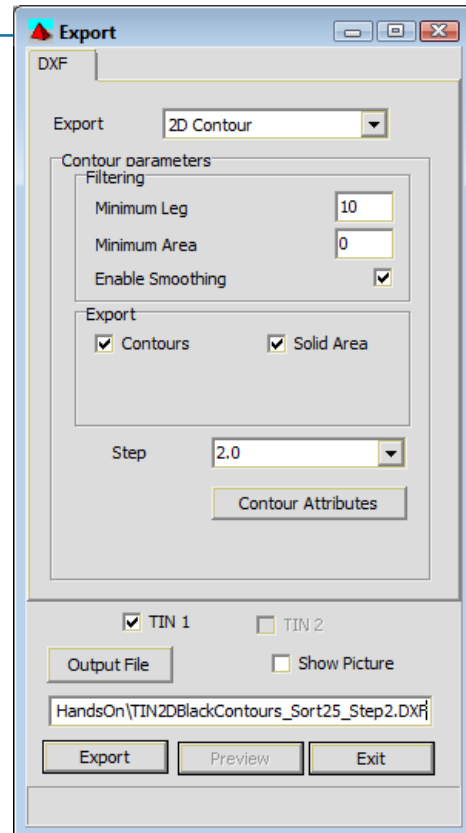 Export
DXF
Export 2D Contour
Contour parameters
Filtering
Minimum Leg 10
Minimum Area 0
Enable Smoothing
Export
Contours Solid Area
Step 2.0
Contour Attributes
TIN 1 TIN 2
Output File Show Picture
HandsOn\TIN2DBlackContours_Sort25_Step2.DXF
Export Preview Exit